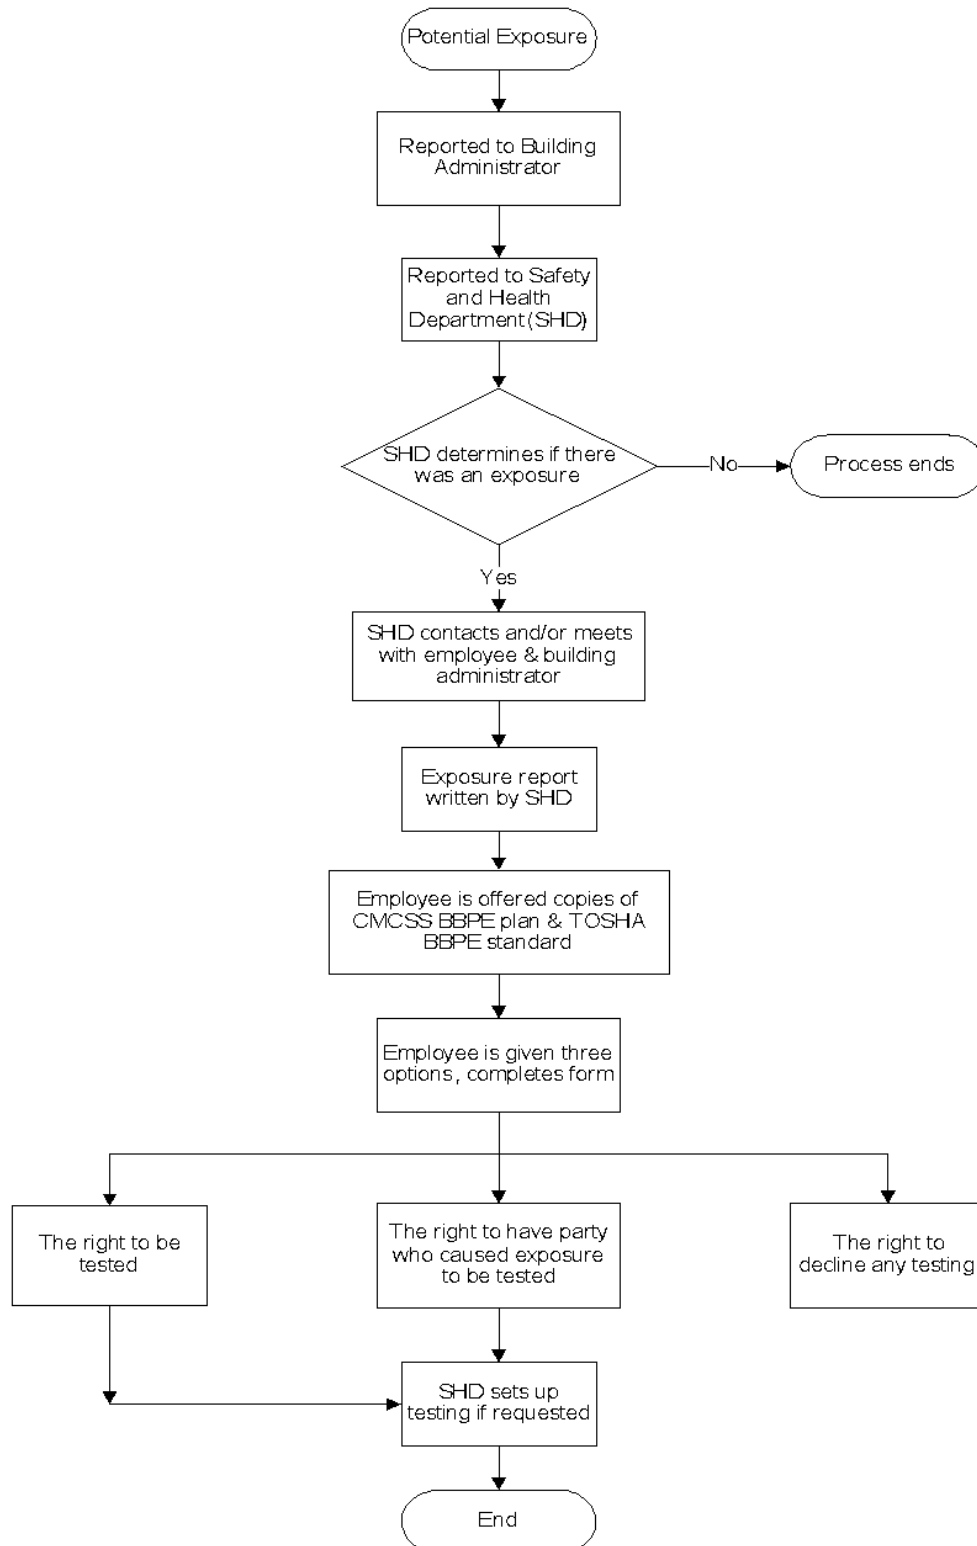 Potential Exposure
Reported to Building
Administrator
Reported to Safety
and Health
Department (SHD)
SHD determines if there
was an exposure
No
Process ends
Yes
SHD contacts and/or meets
with employee & building
administrator
Exposure report
written by SHD
Employee is offered copies of
CMCSS BBPE plan & TOSHA
BBPE standard
Employee is given three
options, completes form
The right to be
tested
The right to have party
who caused exposure
to be tested
The right to
decline any testing
SHD sets up
testing if requested
End